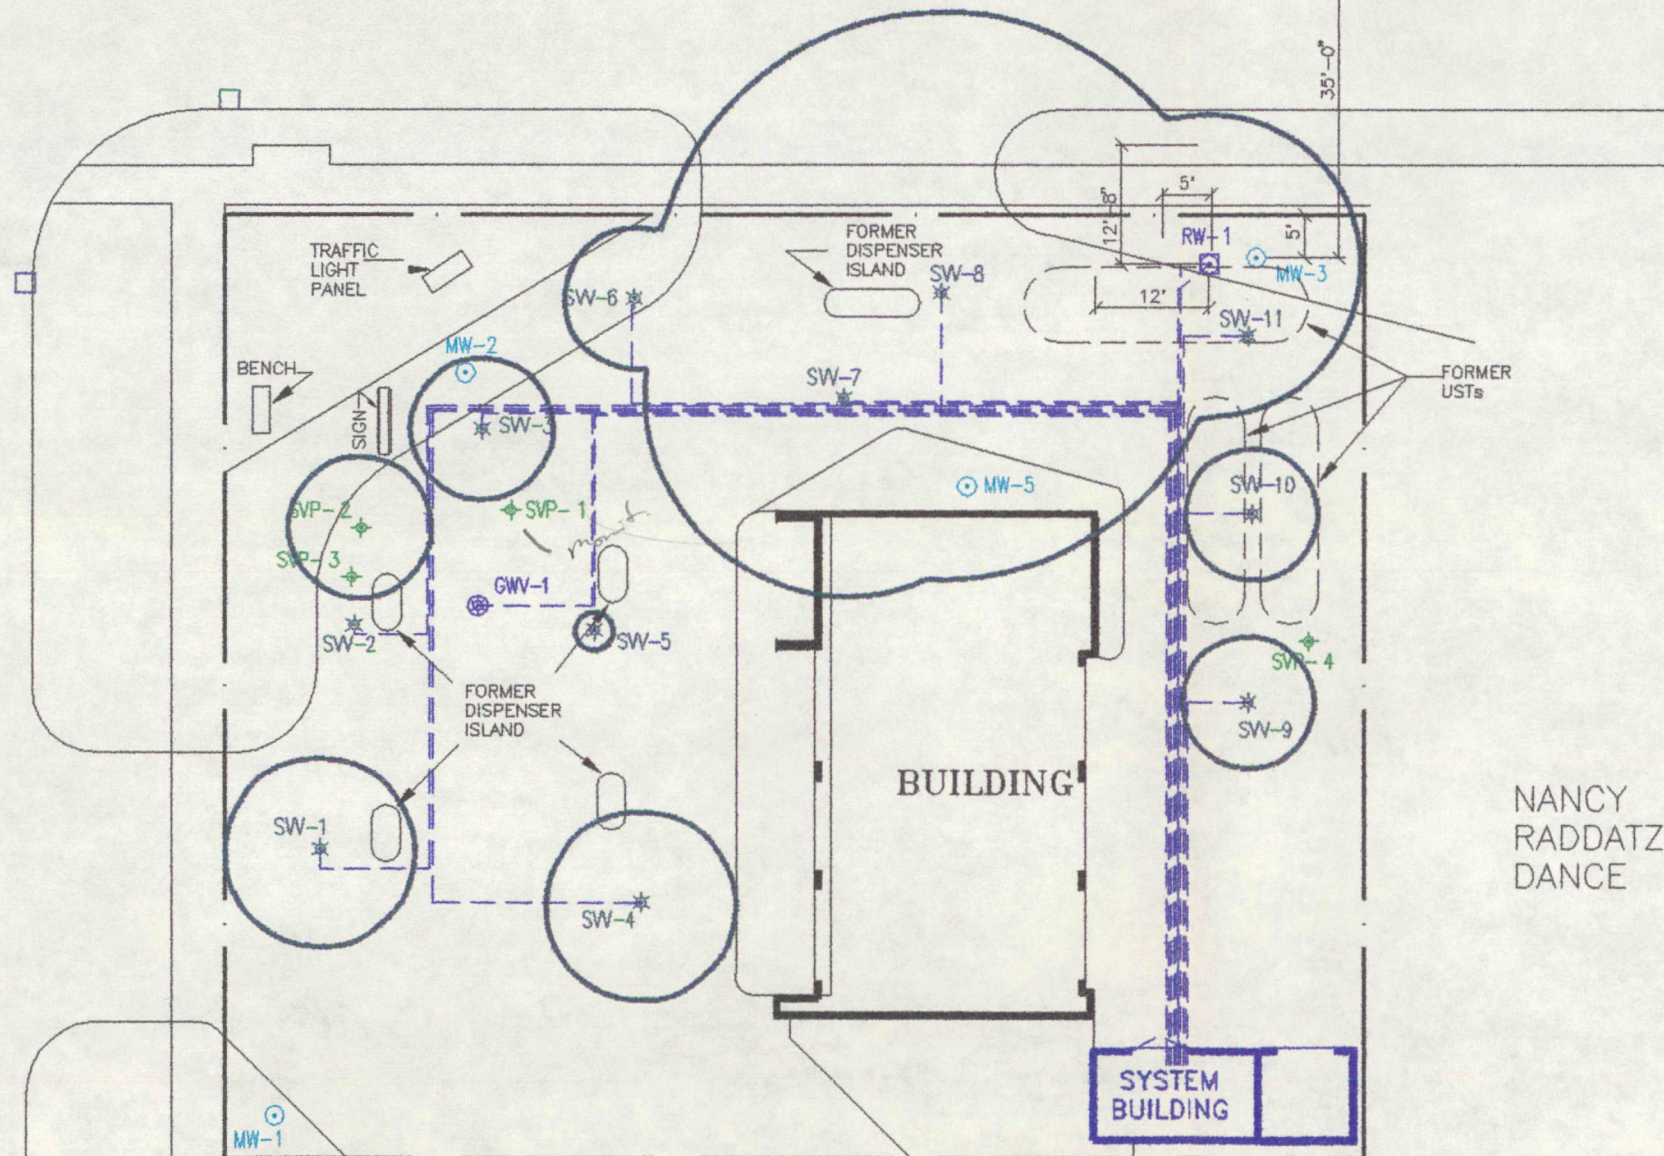 35'-0"
5'
12'-8"
RW-1
5'
MW-3
TRAFFIC
LIGHT
PANEL
FORMER
DISPENSER
ISLAND
SW-8
SW-6
12'
SW-11
MW-2
BENCH
SW-7
FORMER
USTs
SIGN
SW-3
SW-10
MW-5
SVP-2
SVP-1
monit
SVP-3
GWV-1
SW-2
SW-5
SVP-4
FORMER
DISPENSER
ISLAND
SW-9
BUILDING
NANCY
RADDATZ
DANCE
SW-1
SW-4
SYSTEM
BUILDING
MW-1